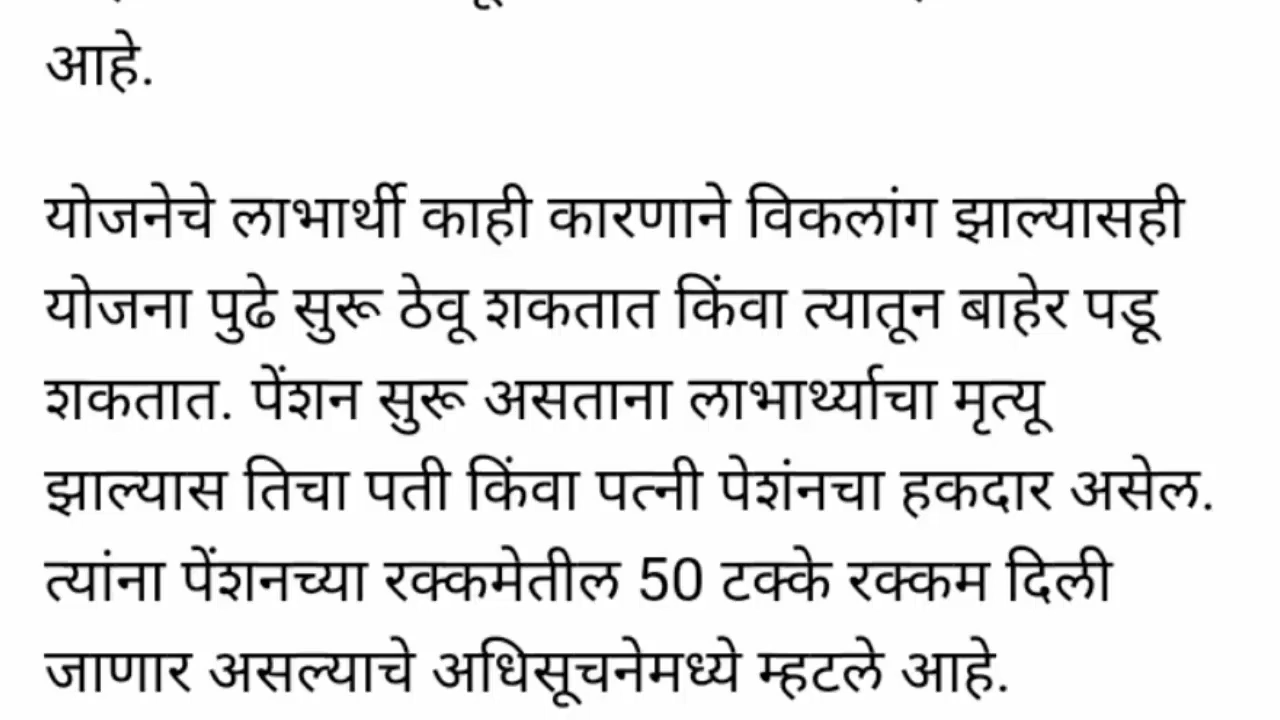 आहे.
योजनेचे लाभार्थी काही कारणाने विकलांग झाल्यासही
योजना पुढे सुरू ठेवू शकतात किंवा त्यातून बाहेर पडू
शकतात. पेंशन सुरू असताना लाभार्थ्याचा मृत्यू
झाल्यास तिचा पती किंवा पत्नी पेशंनचा हकदार असेल.
त्यांना पेंशनच्या रक्कमेतील 50 टक्के रक्कम दिली
जाणार असल्याचे अधिसूचनेमध्ये म्हटले आहे.